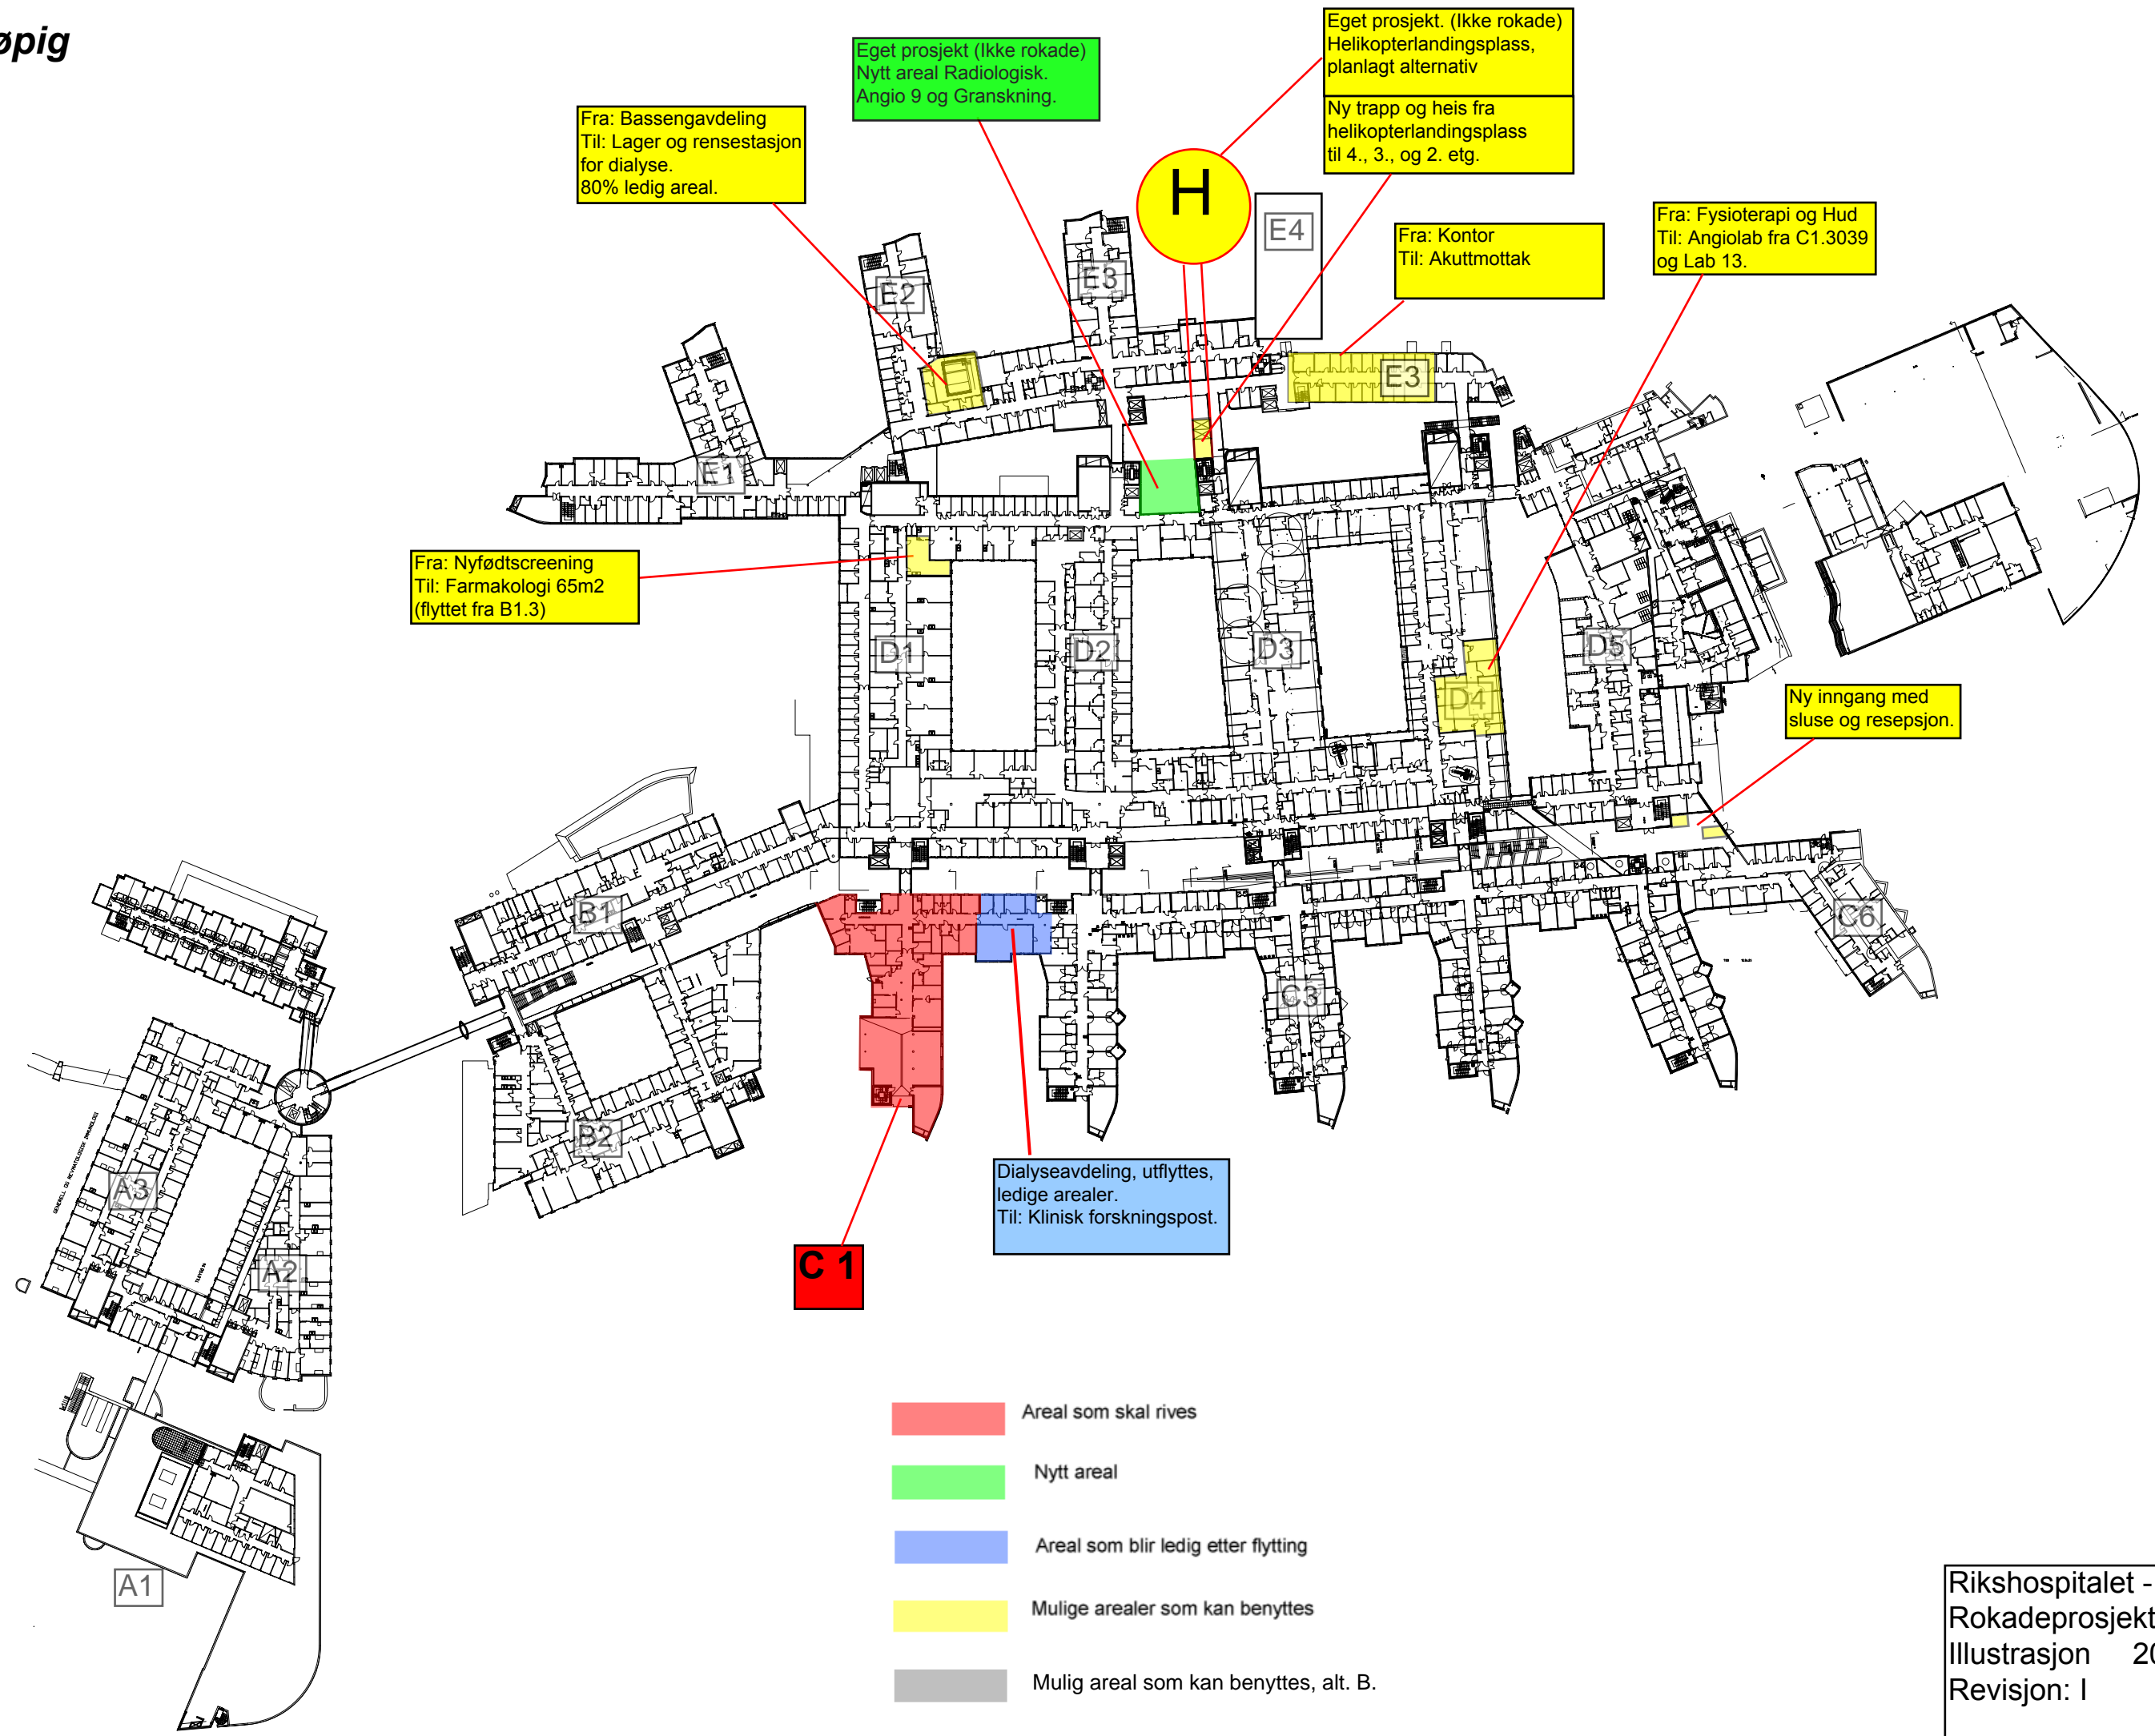 øpig
Eget prosjekt. (Ikke rokade)
Helikopterlandingsplass,
planlagt alternativ
Ny trapp og heis fra
helikopterlandingsplass
til 4., 3., og 2. etg.
Eget prosjekt (Ikke rokade)
Nytt areal Radiologisk.
Angio 9 og Granskning.
Fra: Bassengavdeling
Til: Lager og rensestasjon
for dialyse.
80% ledig areal.
H
E4
Fra: Kontor
Til: Akuttmottak
Fra: Fysioterapi og Hud
Til: Angiolab fra C1.3039
og Lab 13.
E2
E3
E3
E1
Fra: Nyfødtscreening
Til: Farmakologi 65m2
(flyttet fra B1.3)
D1
D2
D3
D4
D5
Ny inngang med
sluse og resepsjon.
B1
C6
C3
B2
A3
A2
GENERELL OG REVMATOLOGISK IMMUNOLOGI
Dialyseavdeling, utflyttes,
ledige arealer.
Til: Klinisk forskningspost.
C 1
A1
Areal som skal rives
Nytt areal
Areal som blir ledig etter flytting
Mulige arealer som kan benyttes
Mulig areal som kan benyttes, alt. B.
Rikshospitalet -
Rokadeprosjekt
Illustrasjon 20
Revisjon: I